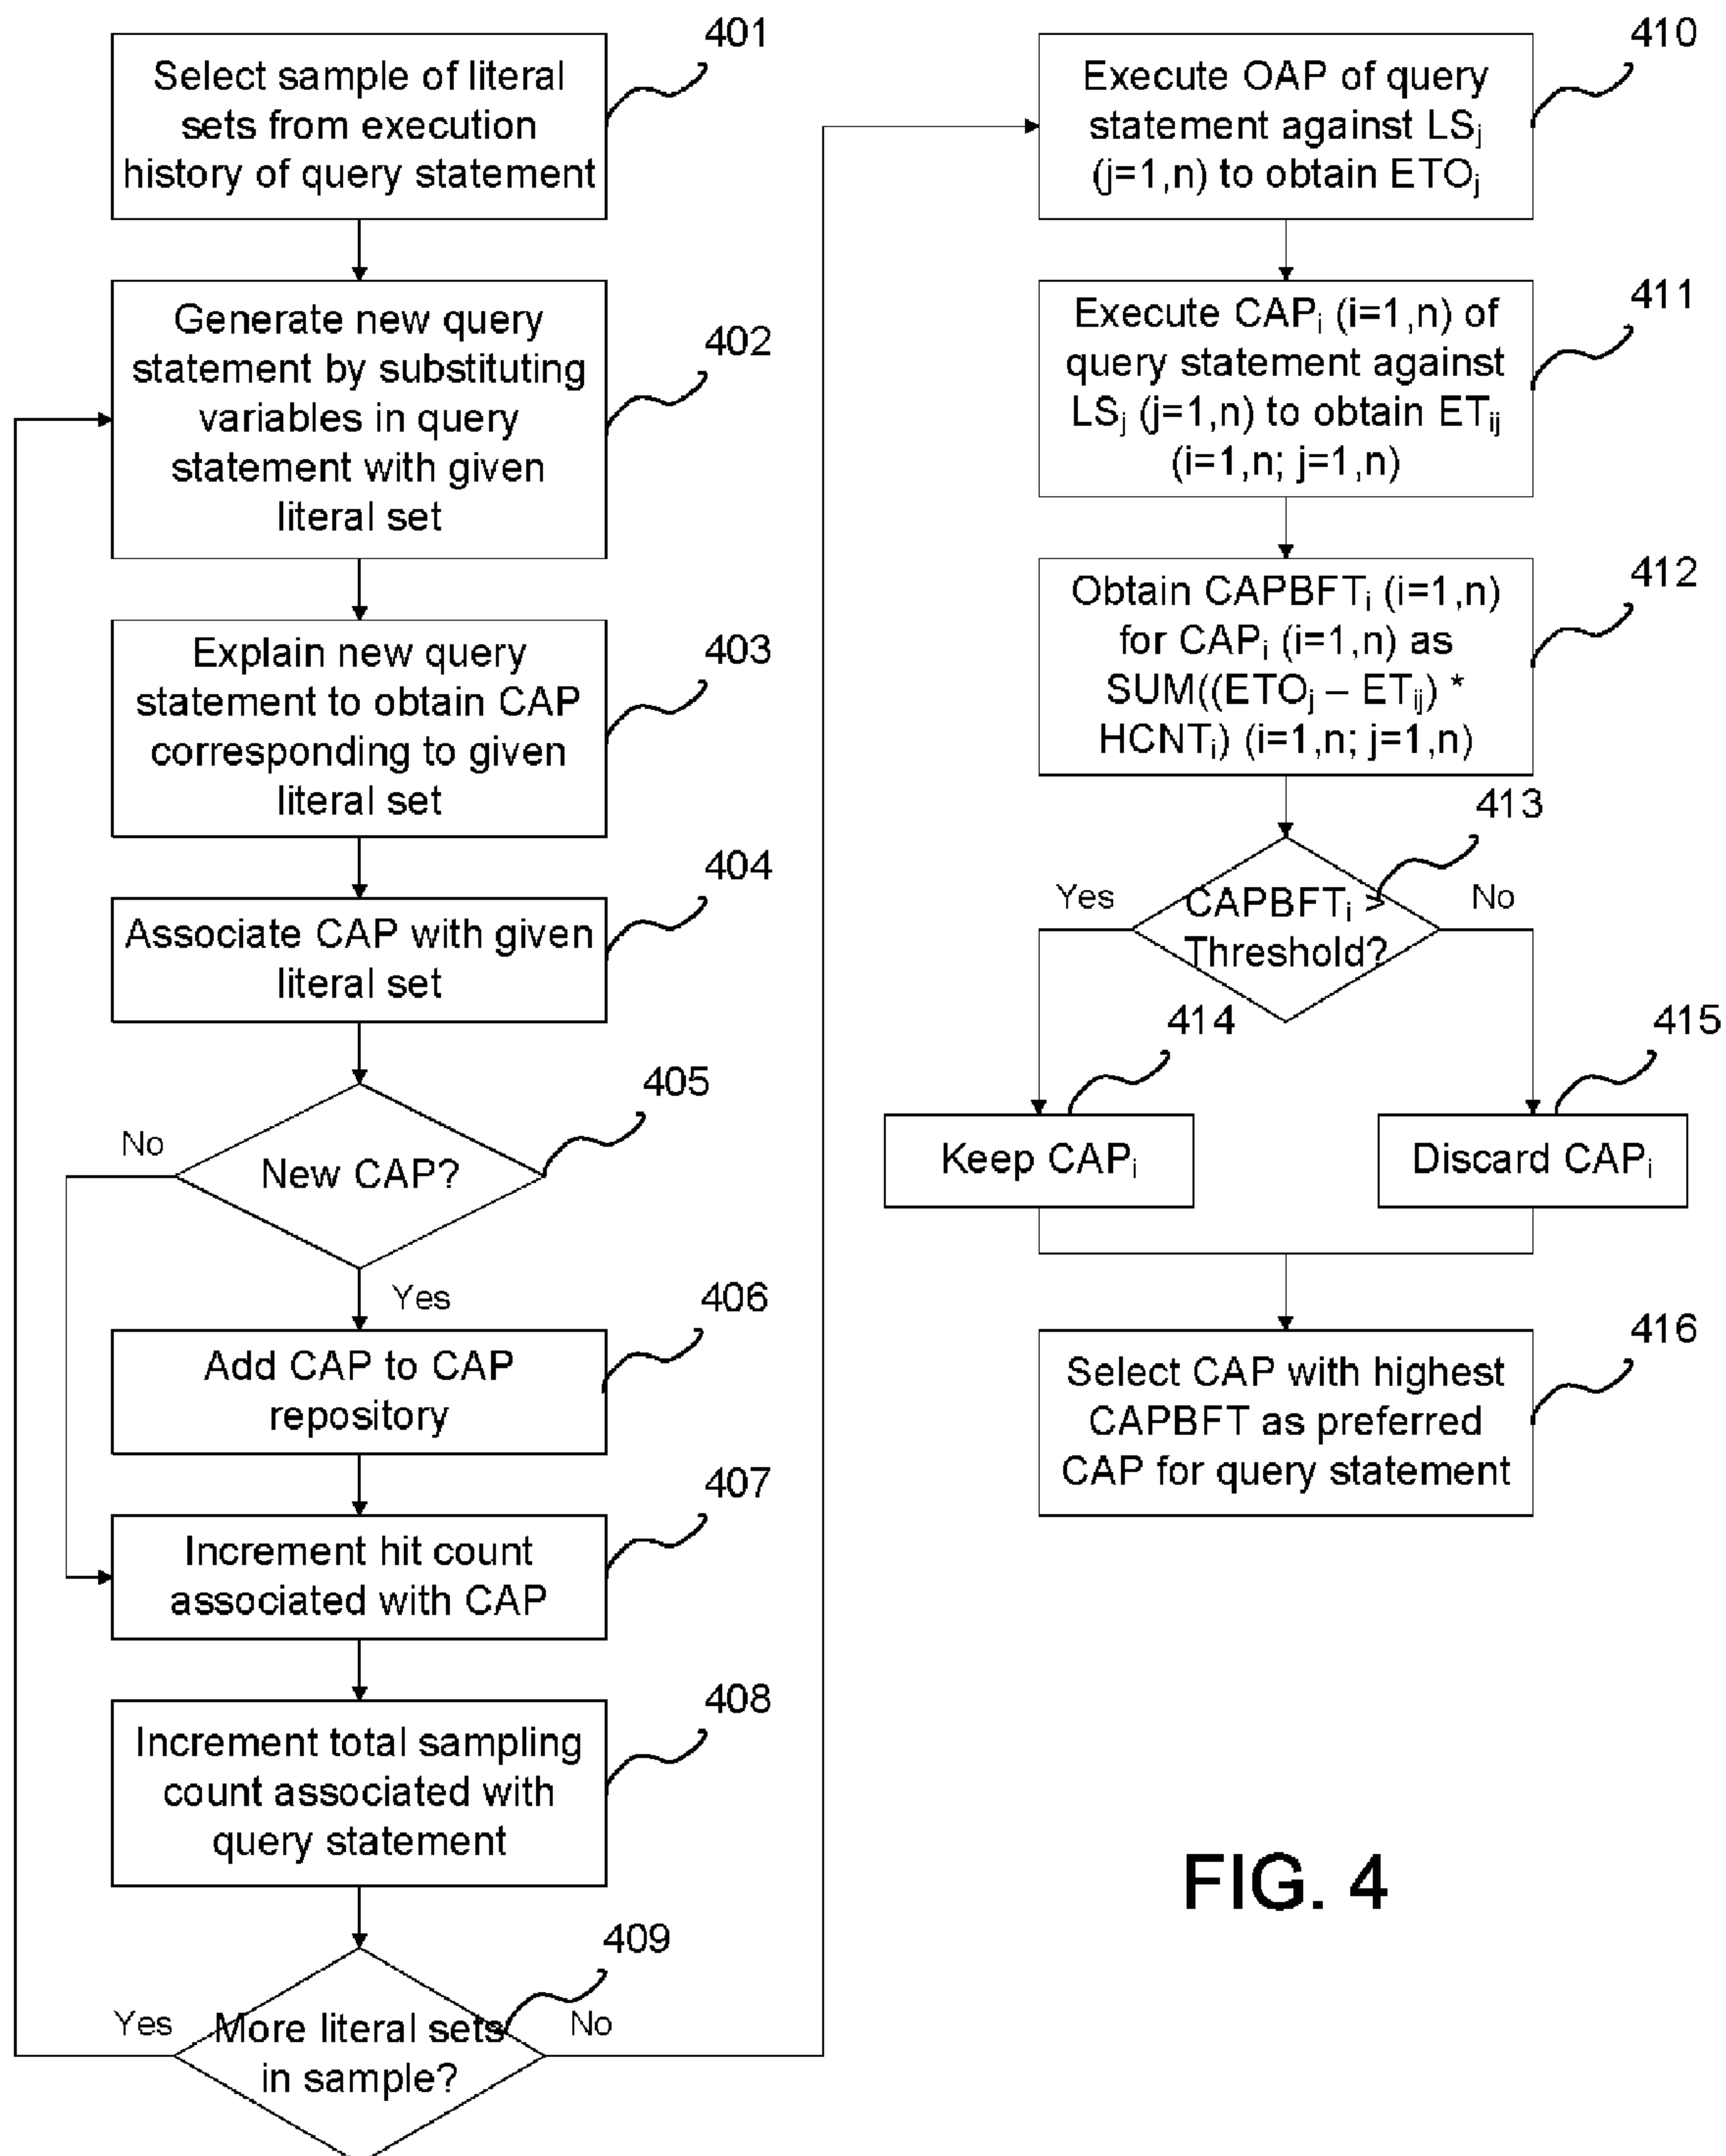 401
Select sample of literal
sets from execution
history of query statement
402
Generate new query
statement by substituting
variables in query
statement with given
literal set
403
Explain new query
statement to obtain CAP
corresponding to given
literal set
404
Associate CAP with given
literal set
405
New CAP?
No
Yes
406
Add CAP to CAP
repository
407
Increment hit count
associated with CAP
408
Increment total sampling
count associated with
query statement
409
More literal sets
in sample?
Yes
No
410
Execute OAP of query
statement against LSj
(j=1,n) to obtain ETOj
411
Execute CAPi (i=1,n) of
query statement against
LSj (j=1,n) to obtain ETij
(i=1,n; j=1,n)
412
Obtain CAPBFTi (i=1,n)
for CAPi (i=1,n) as
SUM((ETOj – ETij) *
HCNTi) (i=1,n; j=1,n)
413
CAPBFTi >
Threshold?
Yes
No
414
Keep CAPi
415
Discard CAPi
416
Select CAP with highest
CAPBFT as preferred
CAP for query statement
FIG. 4